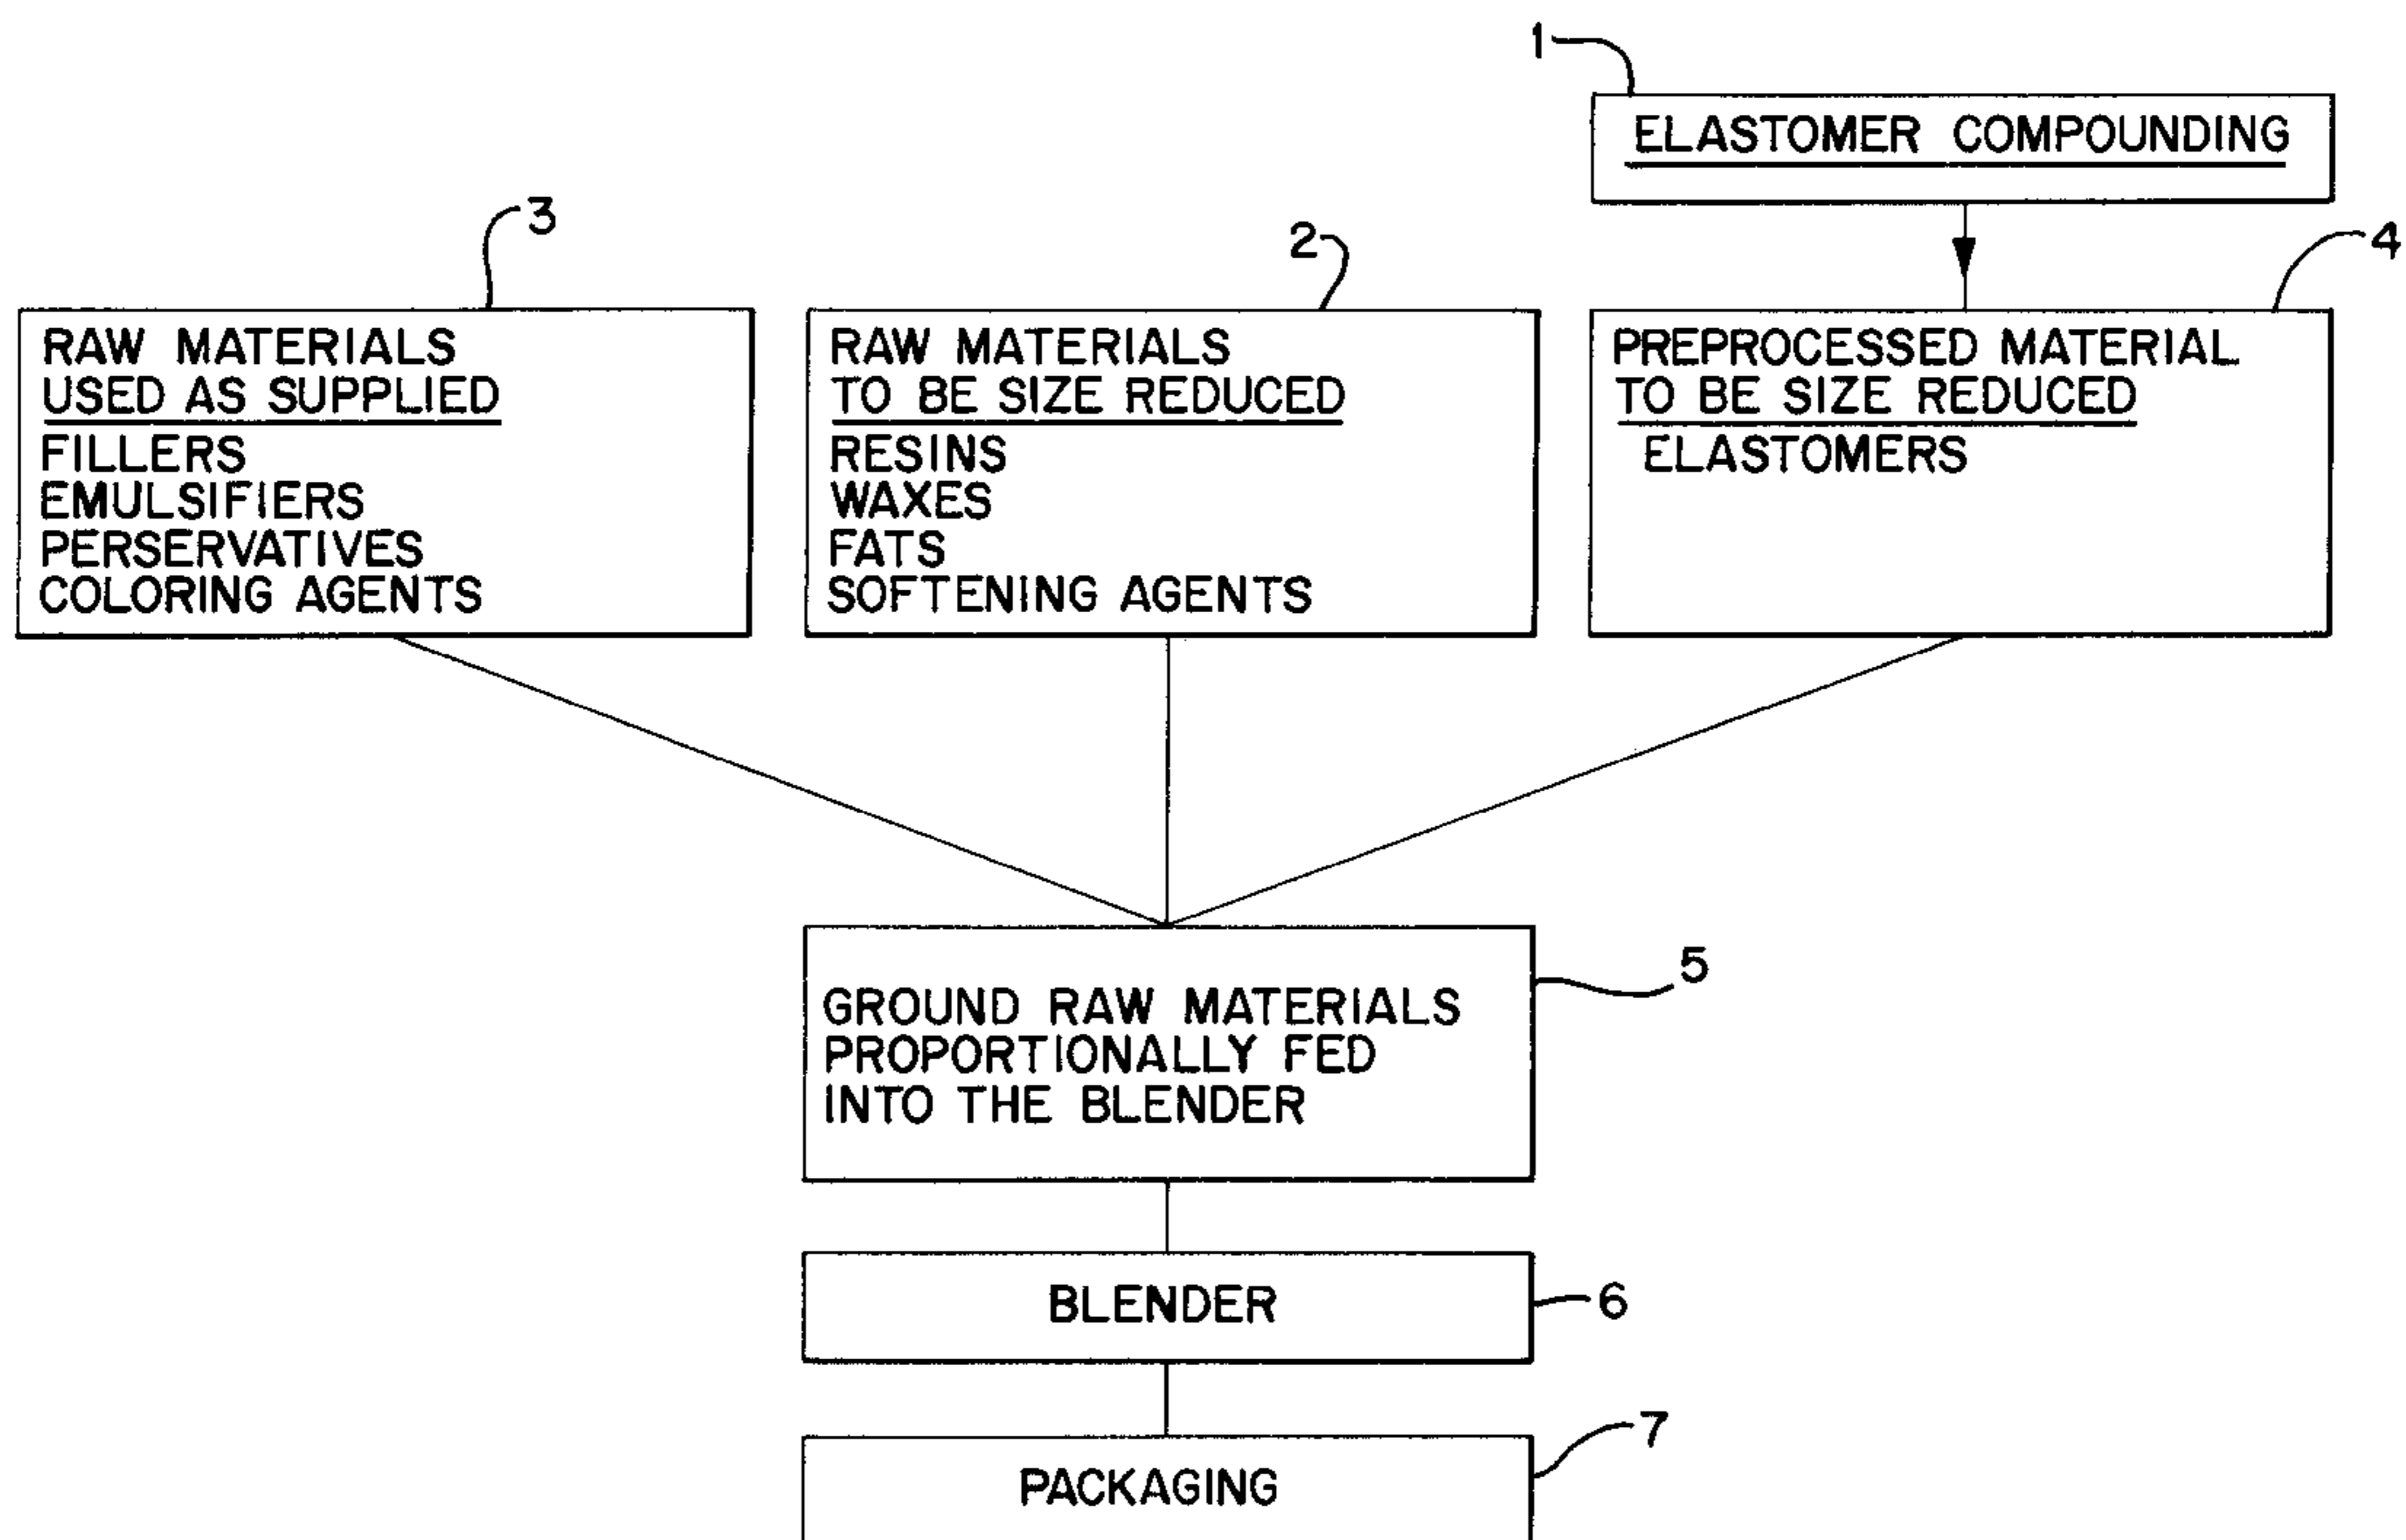 1
ELASTOMER COMPOUNDING
3
2
4
RAW MATERIALS
USED AS SUPPLIED
FILLERS
EMULSIFIERS
PERSERVATIVES
COLORING AGENTS
RAW MATERIALS
TO BE SIZE REDUCED
RESINS
WAXES
FATS
SOFTENING AGENTS
PREPROCESSED MATERIAL
TO BE SIZE REDUCED
ELASTOMERS
5
GROUND RAW MATERIALS
PROPORTIONALLY FED
INTO THE BLENDER
BLENDER
6
7
PACKAGING